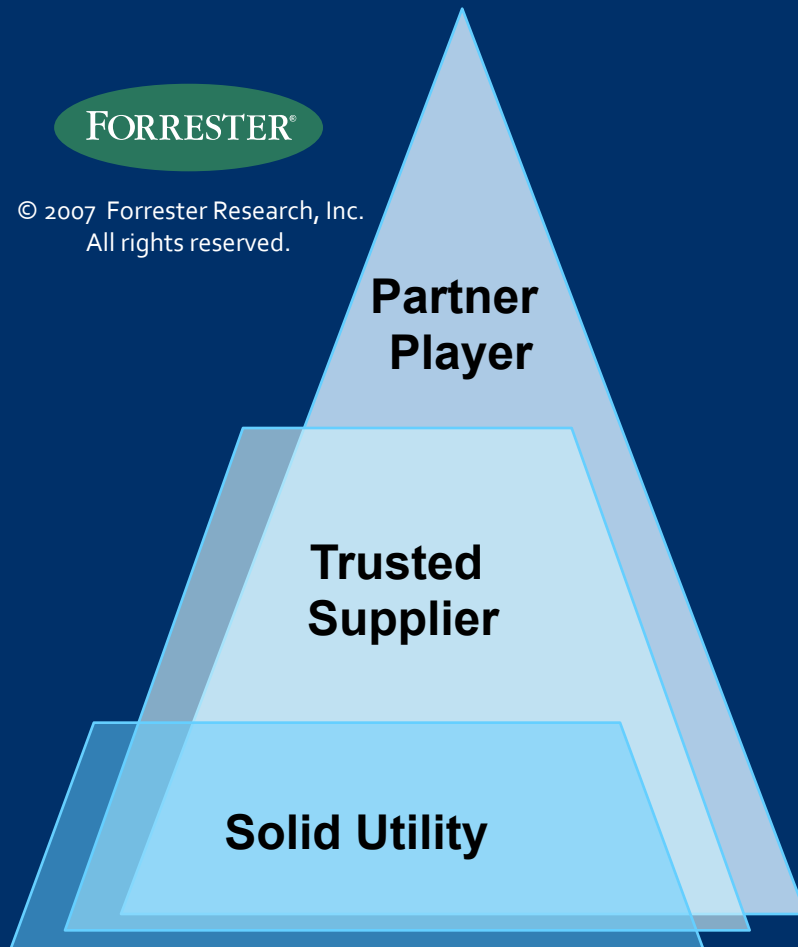 FORRESTER®
© 2007 Forrester Research, Inc.
All rights reserved.
Partner
Player
Trusted
Supplier
Solid Utility